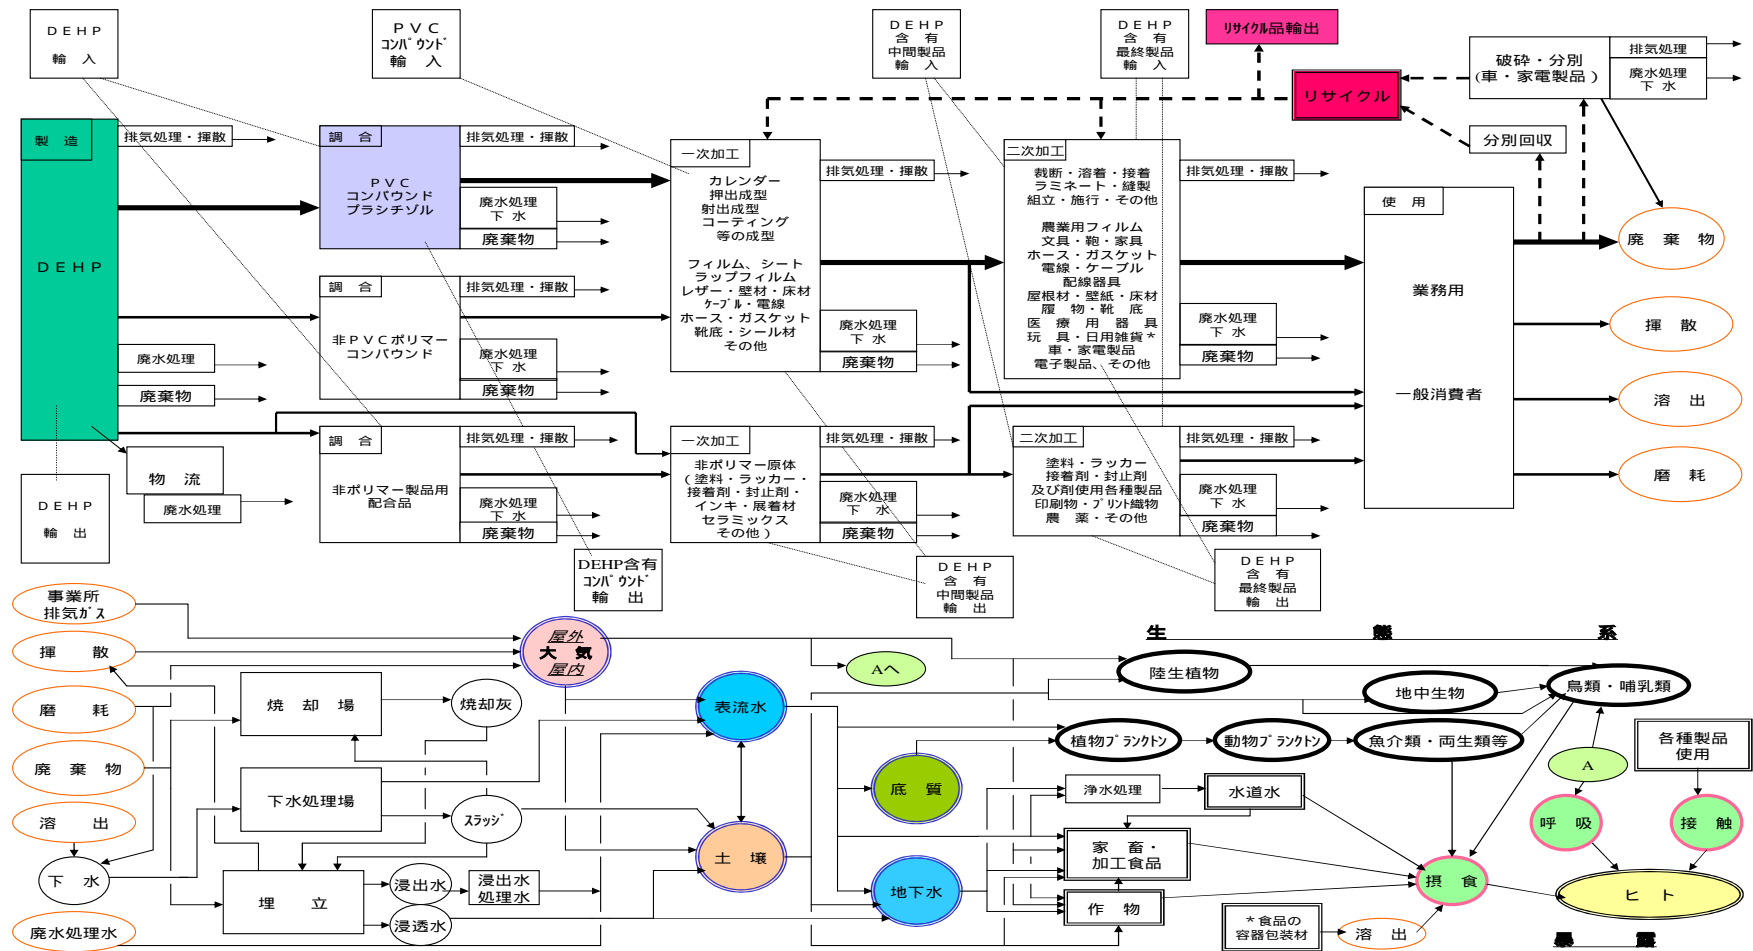 ＤＥＨＰ
輸　入
ＰＶＣ
ｺﾝﾊﾟｳﾝﾄﾞ
輸　入
ＤＥＨＰ
含　有
中間製品
輸　入
ＤＥＨＰ
含　有
最終製品
輸　入
ﾘｻｲｸﾙ品輸出
リサイクル
破砕・分別
(車・家電製品)
排気処理
廃水処理
下　水
分別回収
製　造
ＤＥＨＰ
排気処理・揮散
廃水処理
廃棄物
物　流
廃水処理
ＤＥＨＰ
輸　出
調　合
ＰＶＣ
コンパウンド
プラシチゾル
排気処理・揮散
廃水処理
下　水
廃棄物
調　合
非ＰＶＣポリマー
コンパウンド
排気処理・揮散
廃水処理
下　水
廃棄物
調　合
非ポリマー製品用
配合品
排気処理・揮散
廃水処理
下　水
廃棄物
DEHP含有
ｺﾝﾊﾟｳﾝﾄﾞ
輸　出
一次加工
カレンダー
押出成型
射出成型
コーティング
等の成型
フィルム、シート
ラップフィルム
レザー・壁材・床材
ｹｰﾌﾞﾙ・電線
ホース・ガスケット
靴底・シール材
その他
排気処理・揮散
廃水処理
下　水
廃棄物
一次加工
非ポリマー原体
(塗料・ラッカー・
接着剤・封止剤・
インキ・展着材
セラミックス
その他)
排気処理・揮散
廃水処理
下　水
廃棄物
ＤＥＨＰ
含　有
中間製品
輸　出
二次加工
裁断・溶着・接着
ラミネート・縫製
組立・施行・その他
農業用フィルム
文具・鞄・家具
ホース・ガスケット
電線・ケーブル
配線器具
屋根材・壁紙・床材
履　物・靴　底
医　療　用　器　具
玩　具・日用雑貨＊
車・家電製品
電子製品、その他
排気処理・揮散
廃水処理
下　水
廃棄物
二次加工
塗料・ラッカー
接着剤・封止剤
及び剤使用各種製品
印刷物・ﾌﾟﾘﾝﾄ織物
農　薬・その他
排気処理・揮散
廃水処理
下　水
廃棄物
ＤＥＨＰ
含　有
最終製品
輸　出
使　用
業務用
一般消費者
廃　棄　物
揮　散
溶　出
磨　耗
事業所
排気ｶﾞｽ
揮　散
磨　耗
廃　棄　物
溶　出
下　水
廃水処理水
焼　却　場
焼却灰
下水処理場
ｽﾗｯｼﾞ
埋　立
浸出水
浸出水
処理水
浸透水
屋外
大　気
屋内
表流水
土　壌
Aへ
底　質
地下水
生　態　系
陸生植物
地中生物
鳥類・哺乳類
植物ﾌﾟﾗﾝｸﾄﾝ
動物ﾌﾟﾗﾝｸﾄﾝ
魚介類・両生類等
浄水処理
水道水
家　畜・
加工食品
作　物
A
各種製品
使用
呼　吸
接　触
摂　食
ヒ　ト
＊食品の
容器包装材
溶　出
暴　露